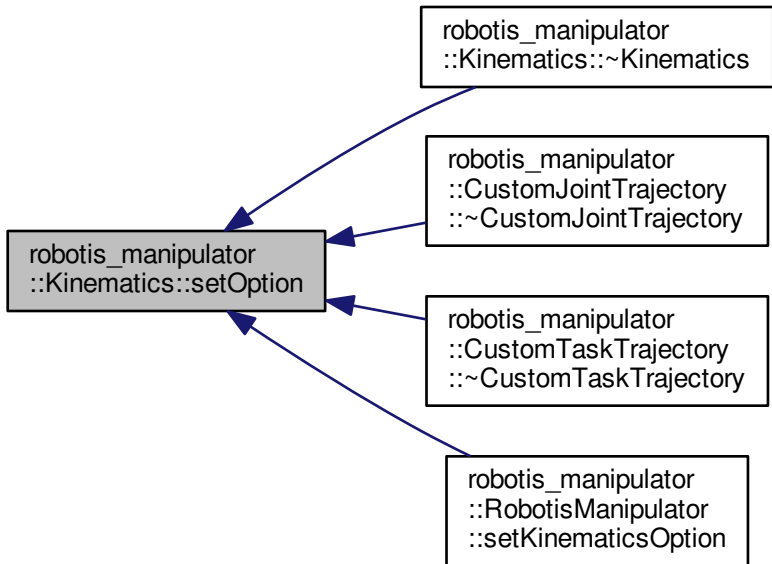 robotis_manipulator
::Kinematics::~Kinematics
robotis_manipulator
::CustomJointTrajectory
::~CustomJointTrajectory
robotis_manipulator
::Kinematics::setOption
robotis_manipulator
::CustomTaskTrajectory
::~CustomTaskTrajectory
robotis_manipulator
::RobotisManipulator
::setKinematicsOption